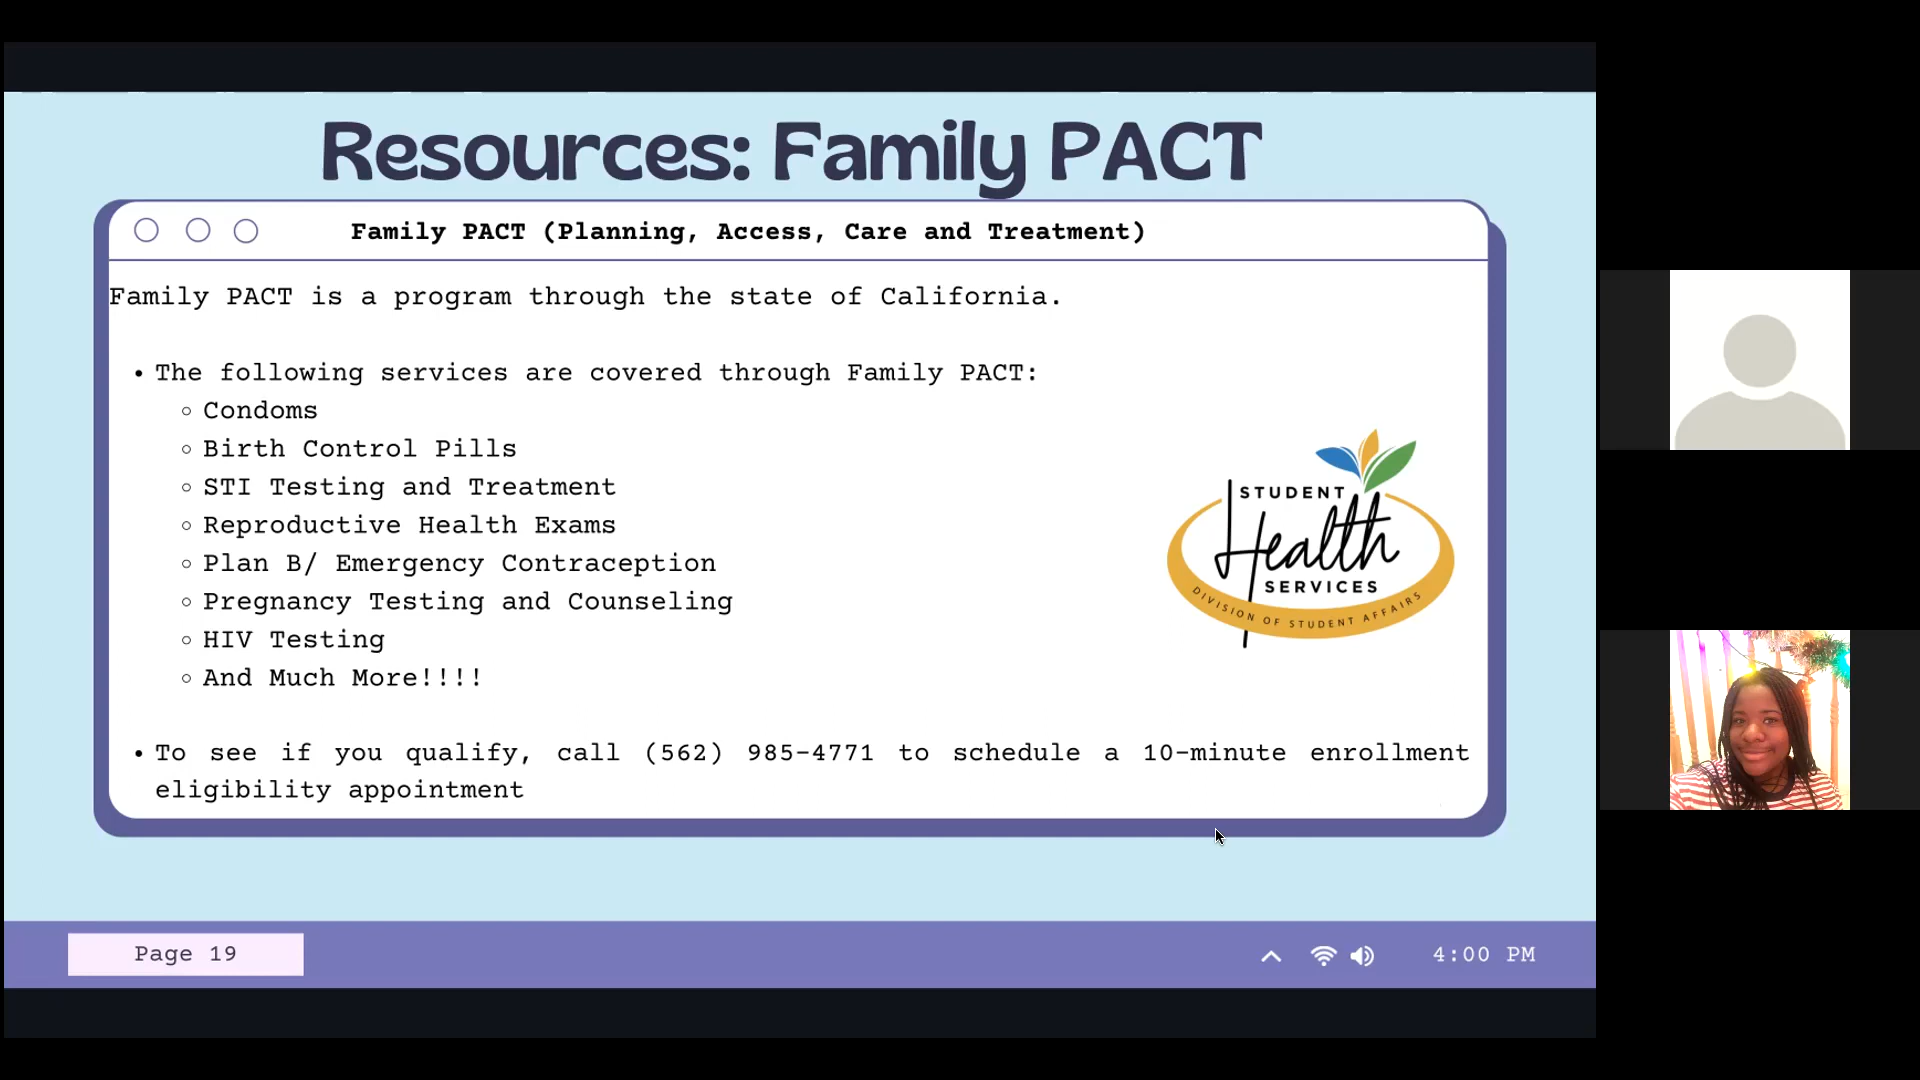 Resources: Family PACT
Family PACT (Planning, Access, Care and Treatment)
Family PACT is a program through the state of California.
• The following services are covered through Family PACT:
◦ Condoms
◦ Birth Control Pills
◦ STI Testing and Treatment
◦ Reproductive Health Exams
◦ Plan B/ Emergency Contraception
◦ Pregnancy Testing and Counseling
◦ HIV Testing
◦ And Much More!!!!
STUDENT
Health
SERVICES
DIVISION OF STUDENT AFFAIRS
• To see if you qualify, call (562) 985-4771 to schedule a 10-minute enrollment
eligibility appointment
Page 19
4:00 PM